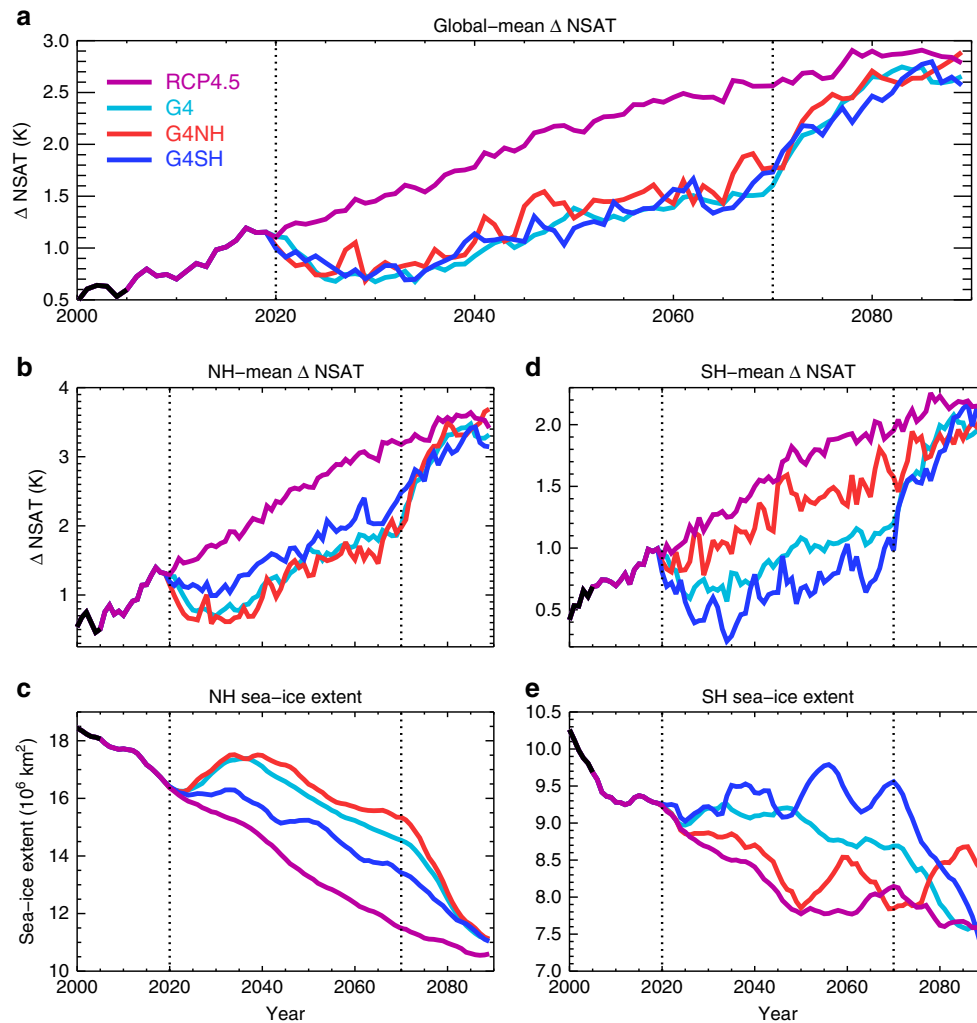 a
Global−mean Δ NSAT
3.0
2.5
2.0
1.5
1.0
0.5
Δ NSAT (K)
RCP4.5
G4
G4NH
G4SH
2000 2020 2040 2060 2080
b
NH−mean Δ NSAT
4
3
2
1
Δ NSAT (K)
d
SH−mean Δ NSAT
2.0
1.5
1.0
0.5
c
NH sea−ice extent
18
16
14
12
10
Sea−ice extent (10⁶ km²)
2000 2020 2040 2060 2080
Year
e
SH sea−ice extent
10.5
10.0
9.5
9.0
8.5
8.0
7.5
7.0
2000 2020 2040 2060 2080
Year